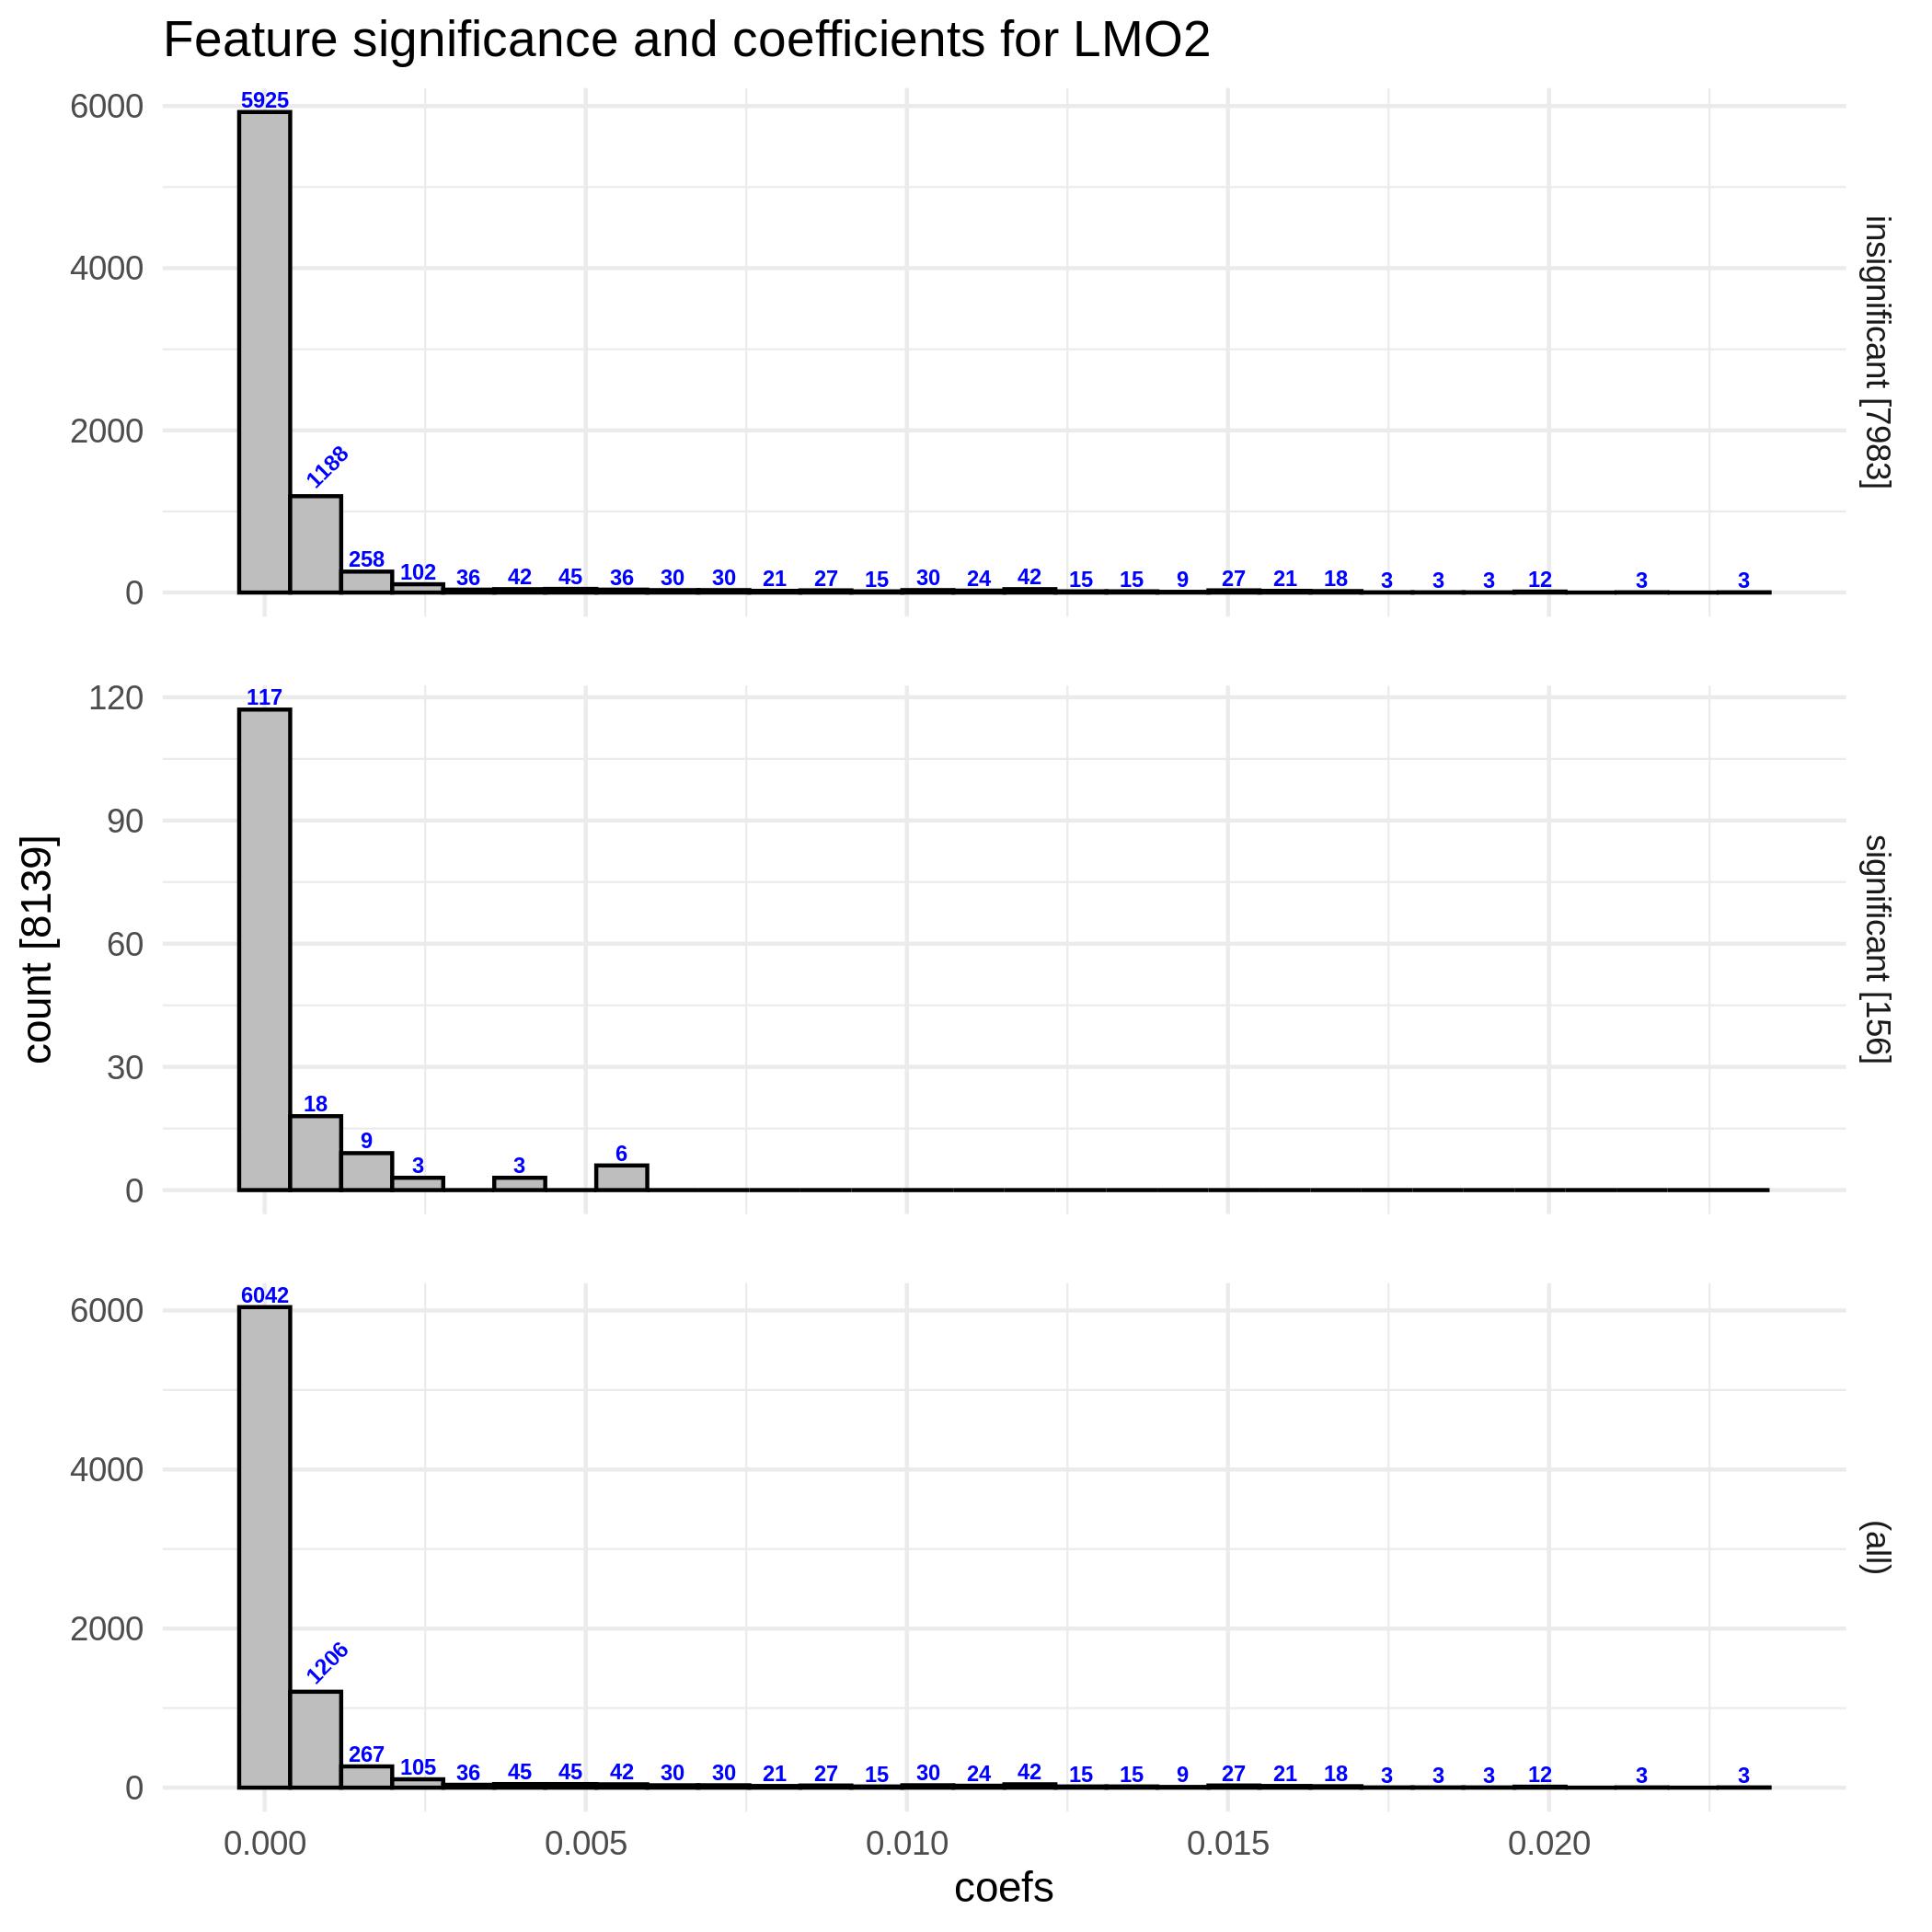 Feature significance and coefficients for LMO2
count [8139]
6000
4000
2000
0
5925 1188 258 102 36 42 45 36 30 30 21 27 15 30 24 42 15 15 9 27 21 18 3 3 3 12 3 3
insignificant [7983]
120
90
60
30
0
117 18 9 3 3 6
significant [156]
6000
4000
2000
0
6042 1206 267 105 36 45 45 42 30 30 21 27 15 30 24 42 15 15 9 27 21 18 3 3 3 12 3 3
(all)
0.000 0.005 0.010 0.015 0.020
coefs